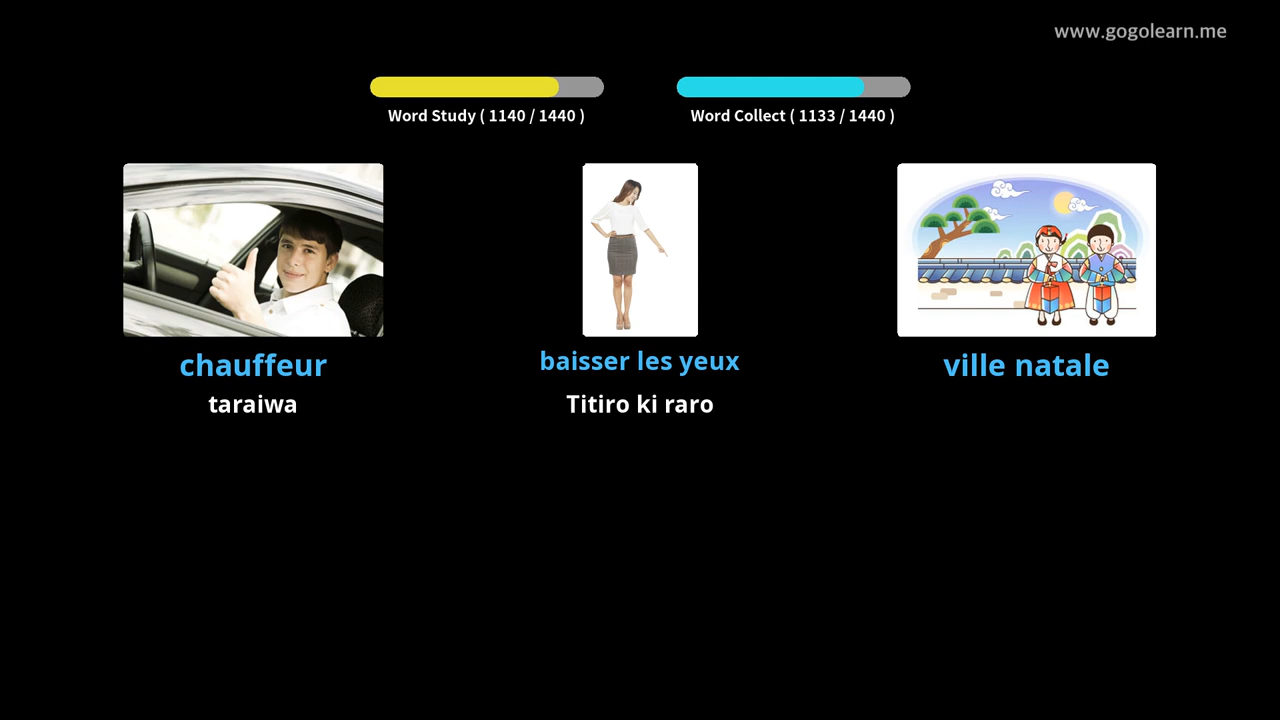 www.gogolearn.me
Word Study ( 1140 / 1440 )
Word Collect ( 1133 / 1440 )
chauffeur
taraiwa
baisser les yeux
Titiro ki raro
ville natale